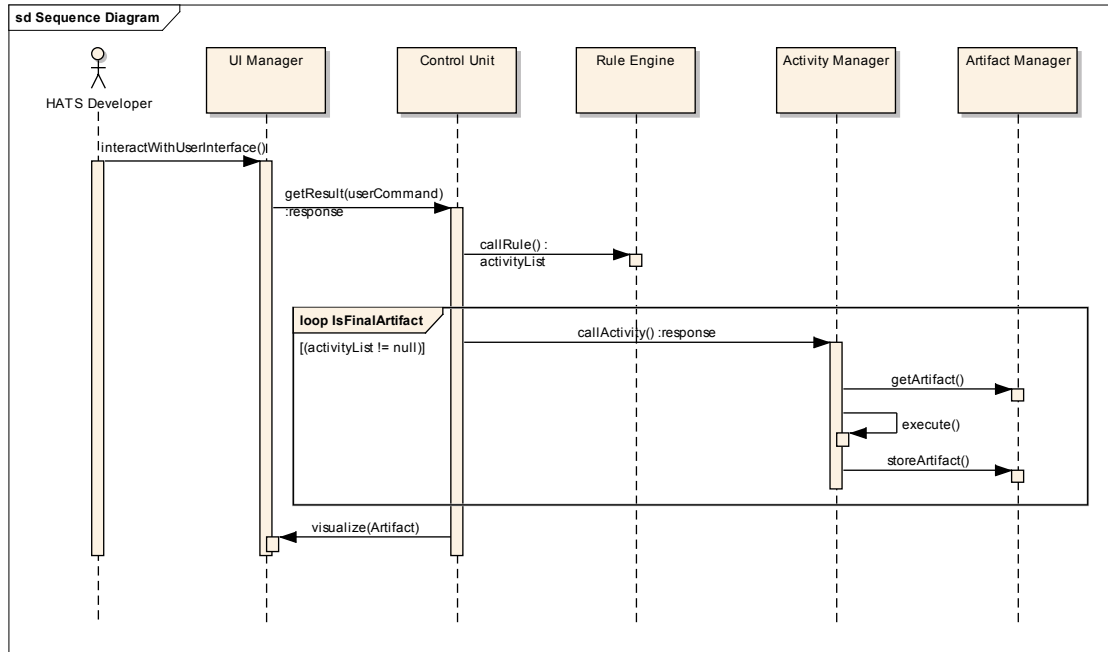 sd Sequence Diagram
HATS Developer
UI Manager
Control Unit
Rule Engine
Activity Manager
Artifact Manager
interactWithUserInterface()
getResult(userCommand)
:response
callRule() :
activityList
loop IsFinalArtifact
[(activityList != null)]
callActivity() :response
getArtifact()
execute()
storeArtifact()
visualize(Artifact)